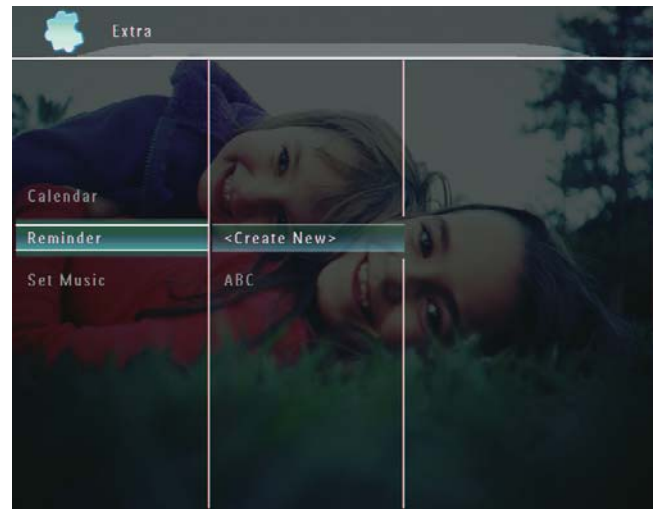 Extra
Calendar
Reminder
<Create New>
Set Music
ABC